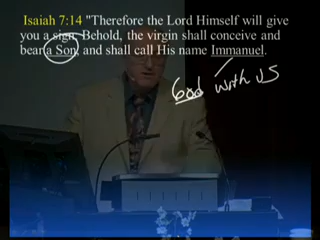 Isaiah 7:14 "Therefore the Lord Himself will give
you a sign: Behold, the virgin shall conceive and
bear a Son, and shall call His name Immanuel.
God with us